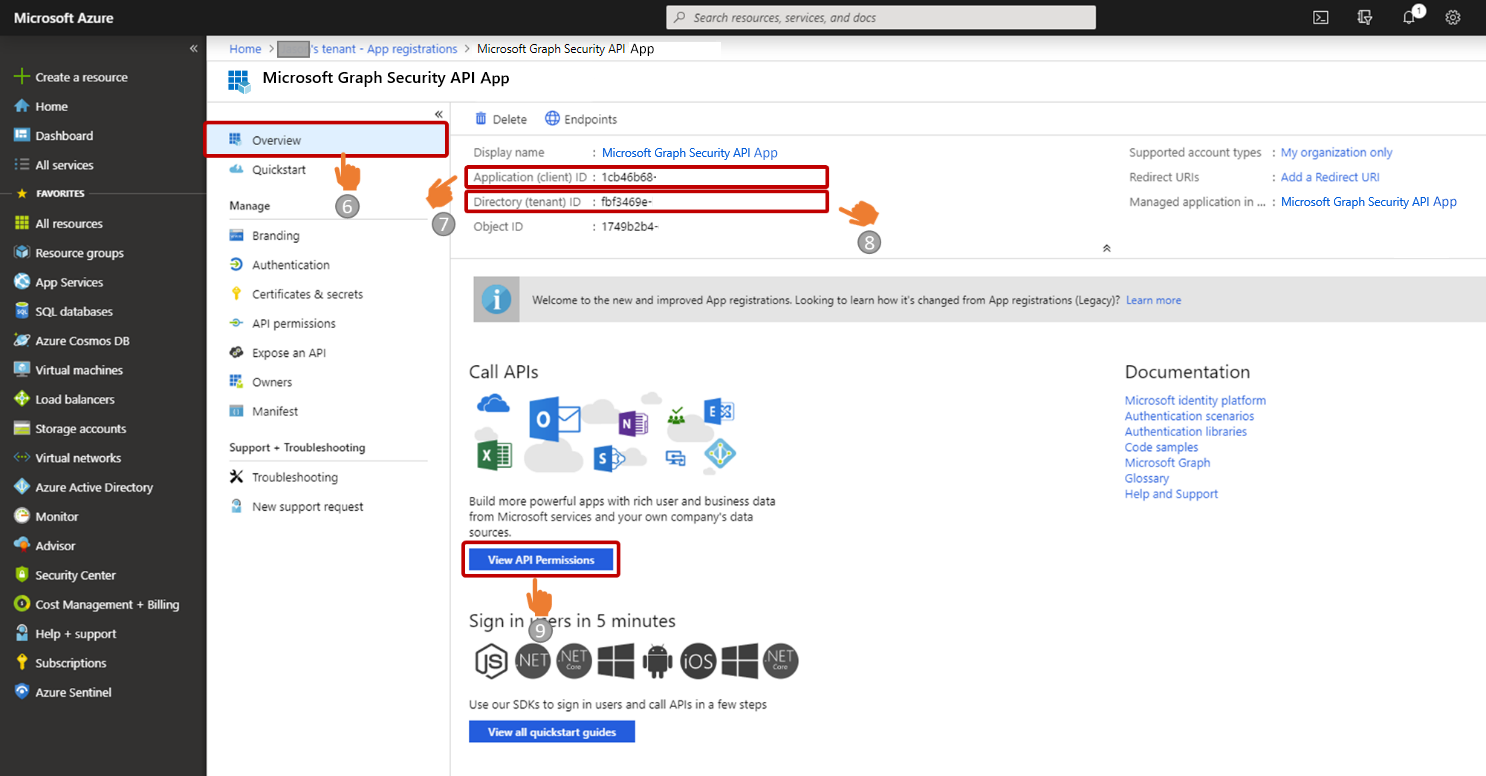 Microsoft Azure
Search resources, services, and docs
1
«
Create a resource
Home
Dashboard
All services
FAVORITES
All resources
Resource groups
App Services
SQL databases
Azure Cosmos DB
Virtual machines
Load balancers
Storage accounts
Virtual networks
Azure Active Directory
Monitor
Advisor
Security Center
Cost Management + Billing
Help + support
Subscriptions
Azure Sentinel
Home > 's tenant - App registrations > Microsoft Graph Security API App
Microsoft Graph Security API App
«
Overview
Quickstart
6
Manage
Branding
Authentication
Certificates & secrets
API permissions
Expose an API
Owners
Manifest
Support + Troubleshooting
Troubleshooting
New support request
Delete
Endpoints
Display name : Microsoft Graph Security API App
Application (client) ID : 1cb46b68-
Directory (tenant) ID : fbf3469e-
Object ID : 1749b2b4-
7
8
Supported account types : My organization only
Redirect URIs : Add a Redirect URI
Managed application in ... : Microsoft Graph Security API App
Welcome to the new and improved App registrations. Looking to learn how it's changed from App registrations (Legacy)? Learn more
Call APIs
Build more powerful apps with rich user and business data
from Microsoft services and your own company's data
sources.
View API Permissions
9
Sign in users in 5 minutes
JS .NET .NET Core iOS .NET Core
Use our SDKs to sign in users and call APIs in a few steps
View all quickstart guides
Documentation
Microsoft identity platform
Authentication scenarios
Authentication libraries
Code samples
Microsoft Graph
Glossary
Help and Support